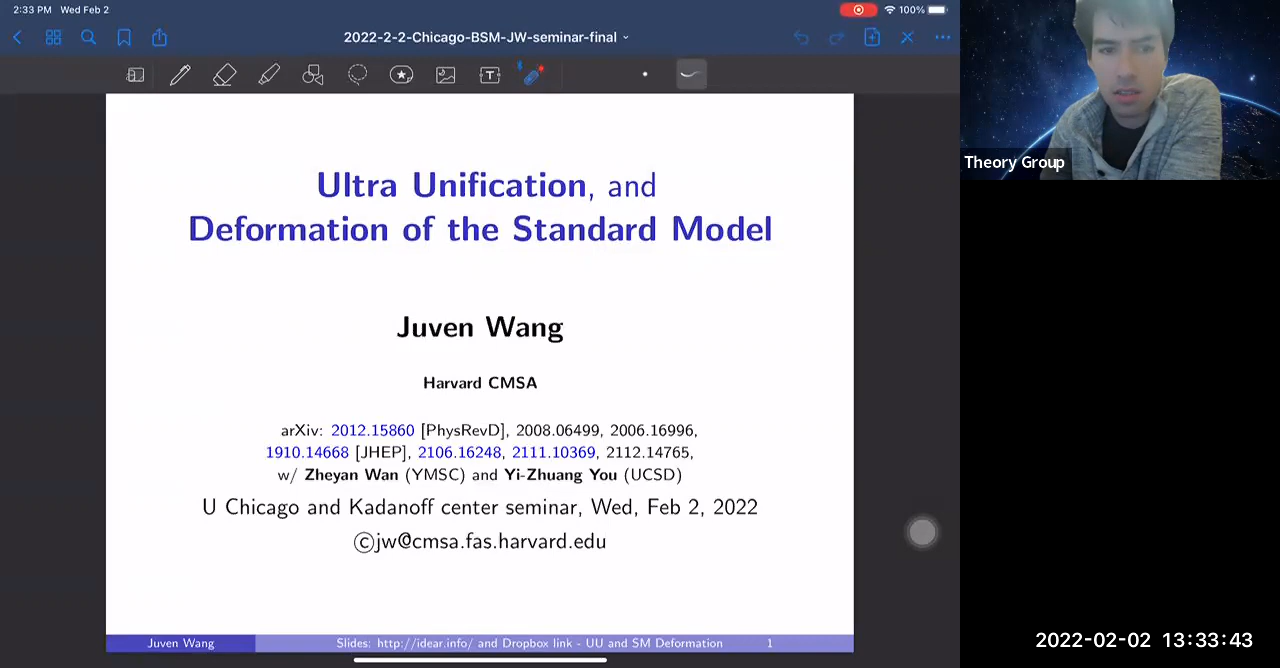 2:33 PM Wed Feb 2
100%
2022-2-2-Chicago-BSM-JW-seminar-final
T
Ultra Unification, and
Deformation of the Standard Model
Juven Wang
Harvard CMSA
arXiv: 2012.15860 [PhysRevD], 2008.06499, 2006.16996,
1910.14668 [JHEP], 2106.16248, 2111.10369, 2112.14765,
w/ Zheyan Wan (YMSC) and Yi-Zhuang You (UCSD)
U Chicago and Kadanoff center seminar, Wed, Feb 2, 2022
©jw@cmsa.fas.harvard.edu
Juven Wang Slides: http://idear.info/ and Dropbox link - UU and SM Deformation 1
Theory Group
2022-02-02 13:33:43